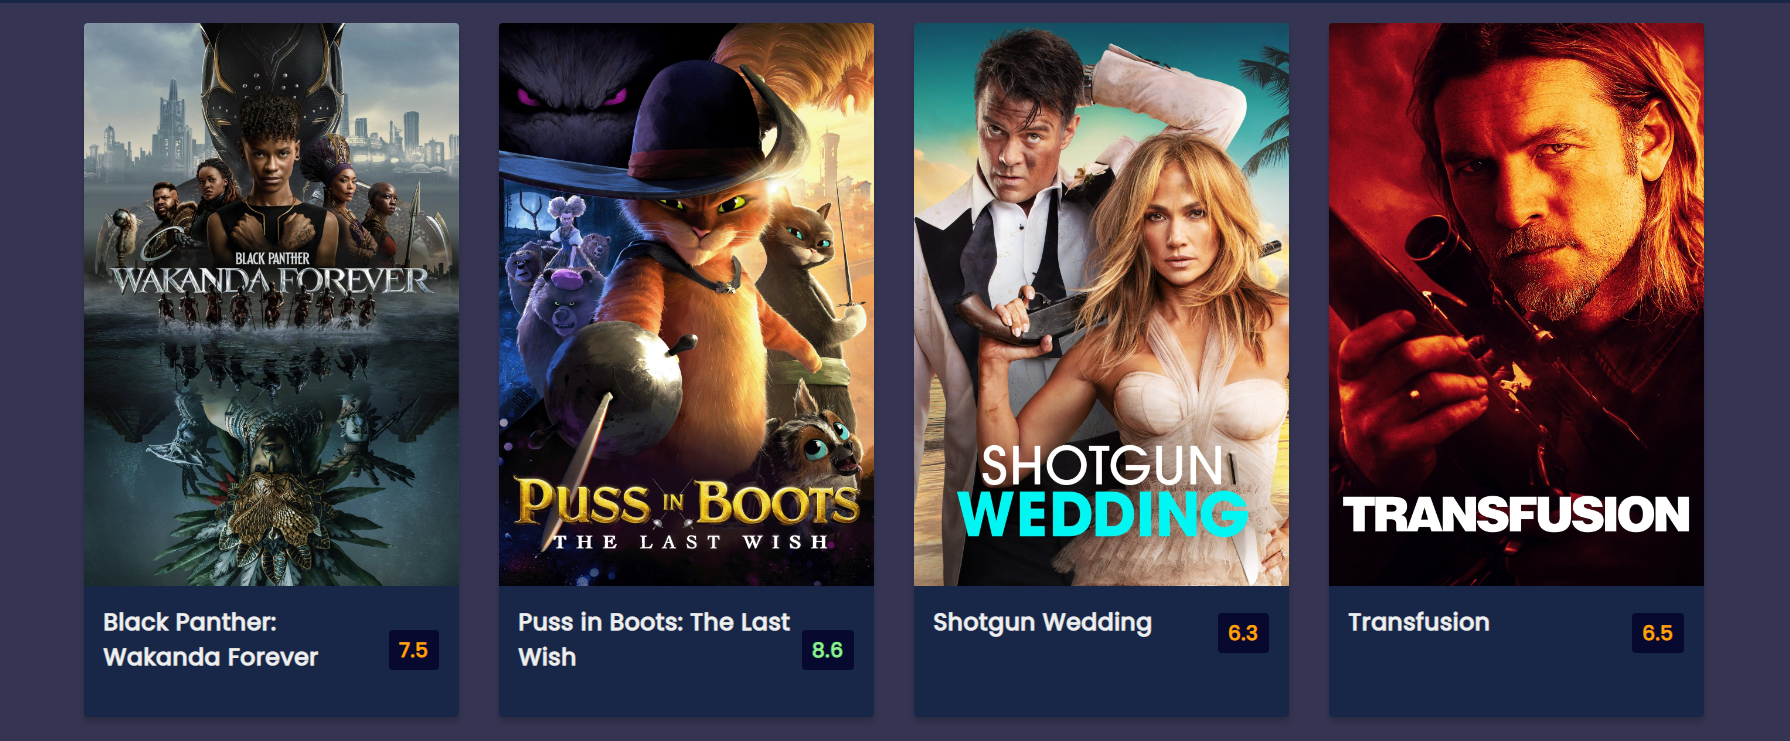 BLACK PANTHER
WAKANDA FOREVER
Black Panther:
Wakanda Forever
7.5
PUSS IN BOOTS
THE LAST WISH
Puss in Boots: The Last
Wish
8.6
SHOTGUN
WEDDING
Shotgun Wedding
6.3
TRANSFUSION
Transfusion
6.5